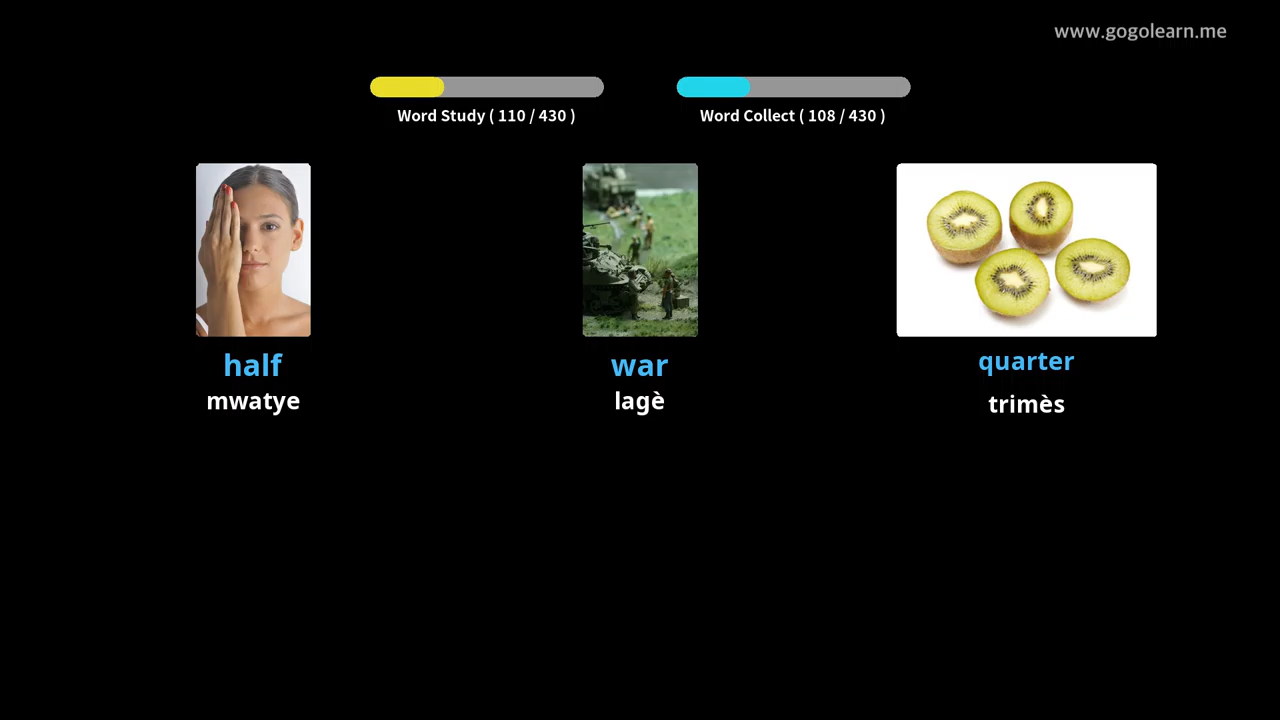 www.gogolearn.me
Word Study ( 110 / 430 )
Word Collect ( 108 / 430 )
half
mwatye
war
lagè
quarter
trimès